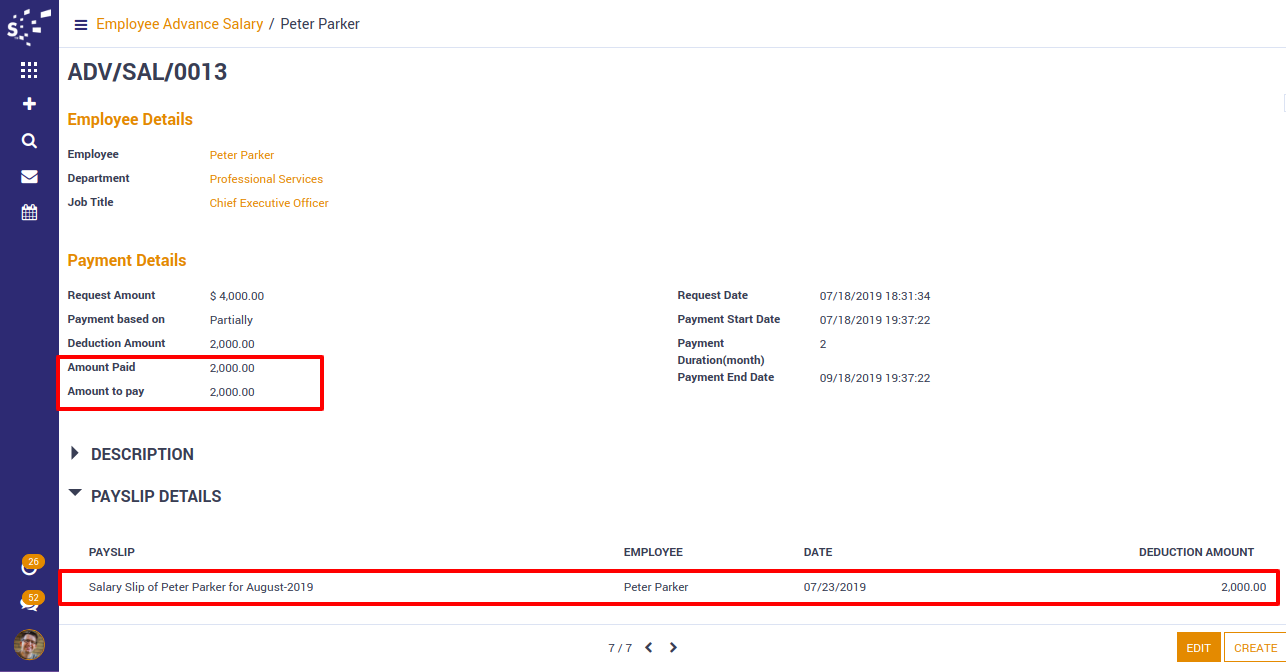 Employee Advance Salary / Peter Parker
ADV/SAL/0013
Employee Details
Employee Peter Parker
Department Professional Services
Job Title Chief Executive Officer
Payment Details
Request Amount $ 4,000.00 Request Date 07/18/2019 18:31:34
Payment based on Partially Payment Start Date 07/18/2019 19:37:22
Deduction Amount 2,000.00 Payment Duration(month) 2
Amount Paid 2,000.00 Payment End Date 09/18/2019 19:37:22
Amount to pay 2,000.00
DESCRIPTION
PAYSLIP DETAILS
PAYSLIP EMPLOYEE DATE DEDUCTION AMOUNT
Salary Slip of Peter Parker for August-2019 Peter Parker 07/23/2019 2,000.00
26
52
7 / 7 EDIT CREATE